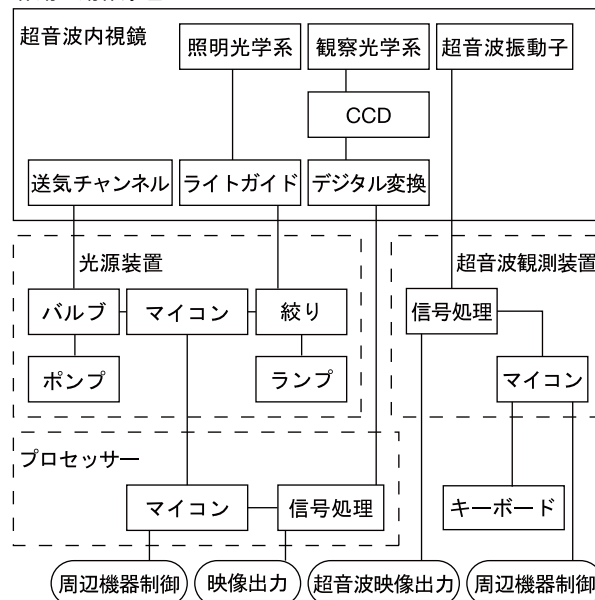 超音波内視鏡
照明光学系
観察光学系
超音波振動子
CCD
送気チャンネル
ライトガイド
デジタル変換
光源装置
超音波観測装置
バルブ
マイコン
絞り
信号処理
ポンプ
ランプ
マイコン
プロセッサー
マイコン
信号処理
キーボード
周辺機器制御
映像出力
超音波映像出力
周辺機器制御